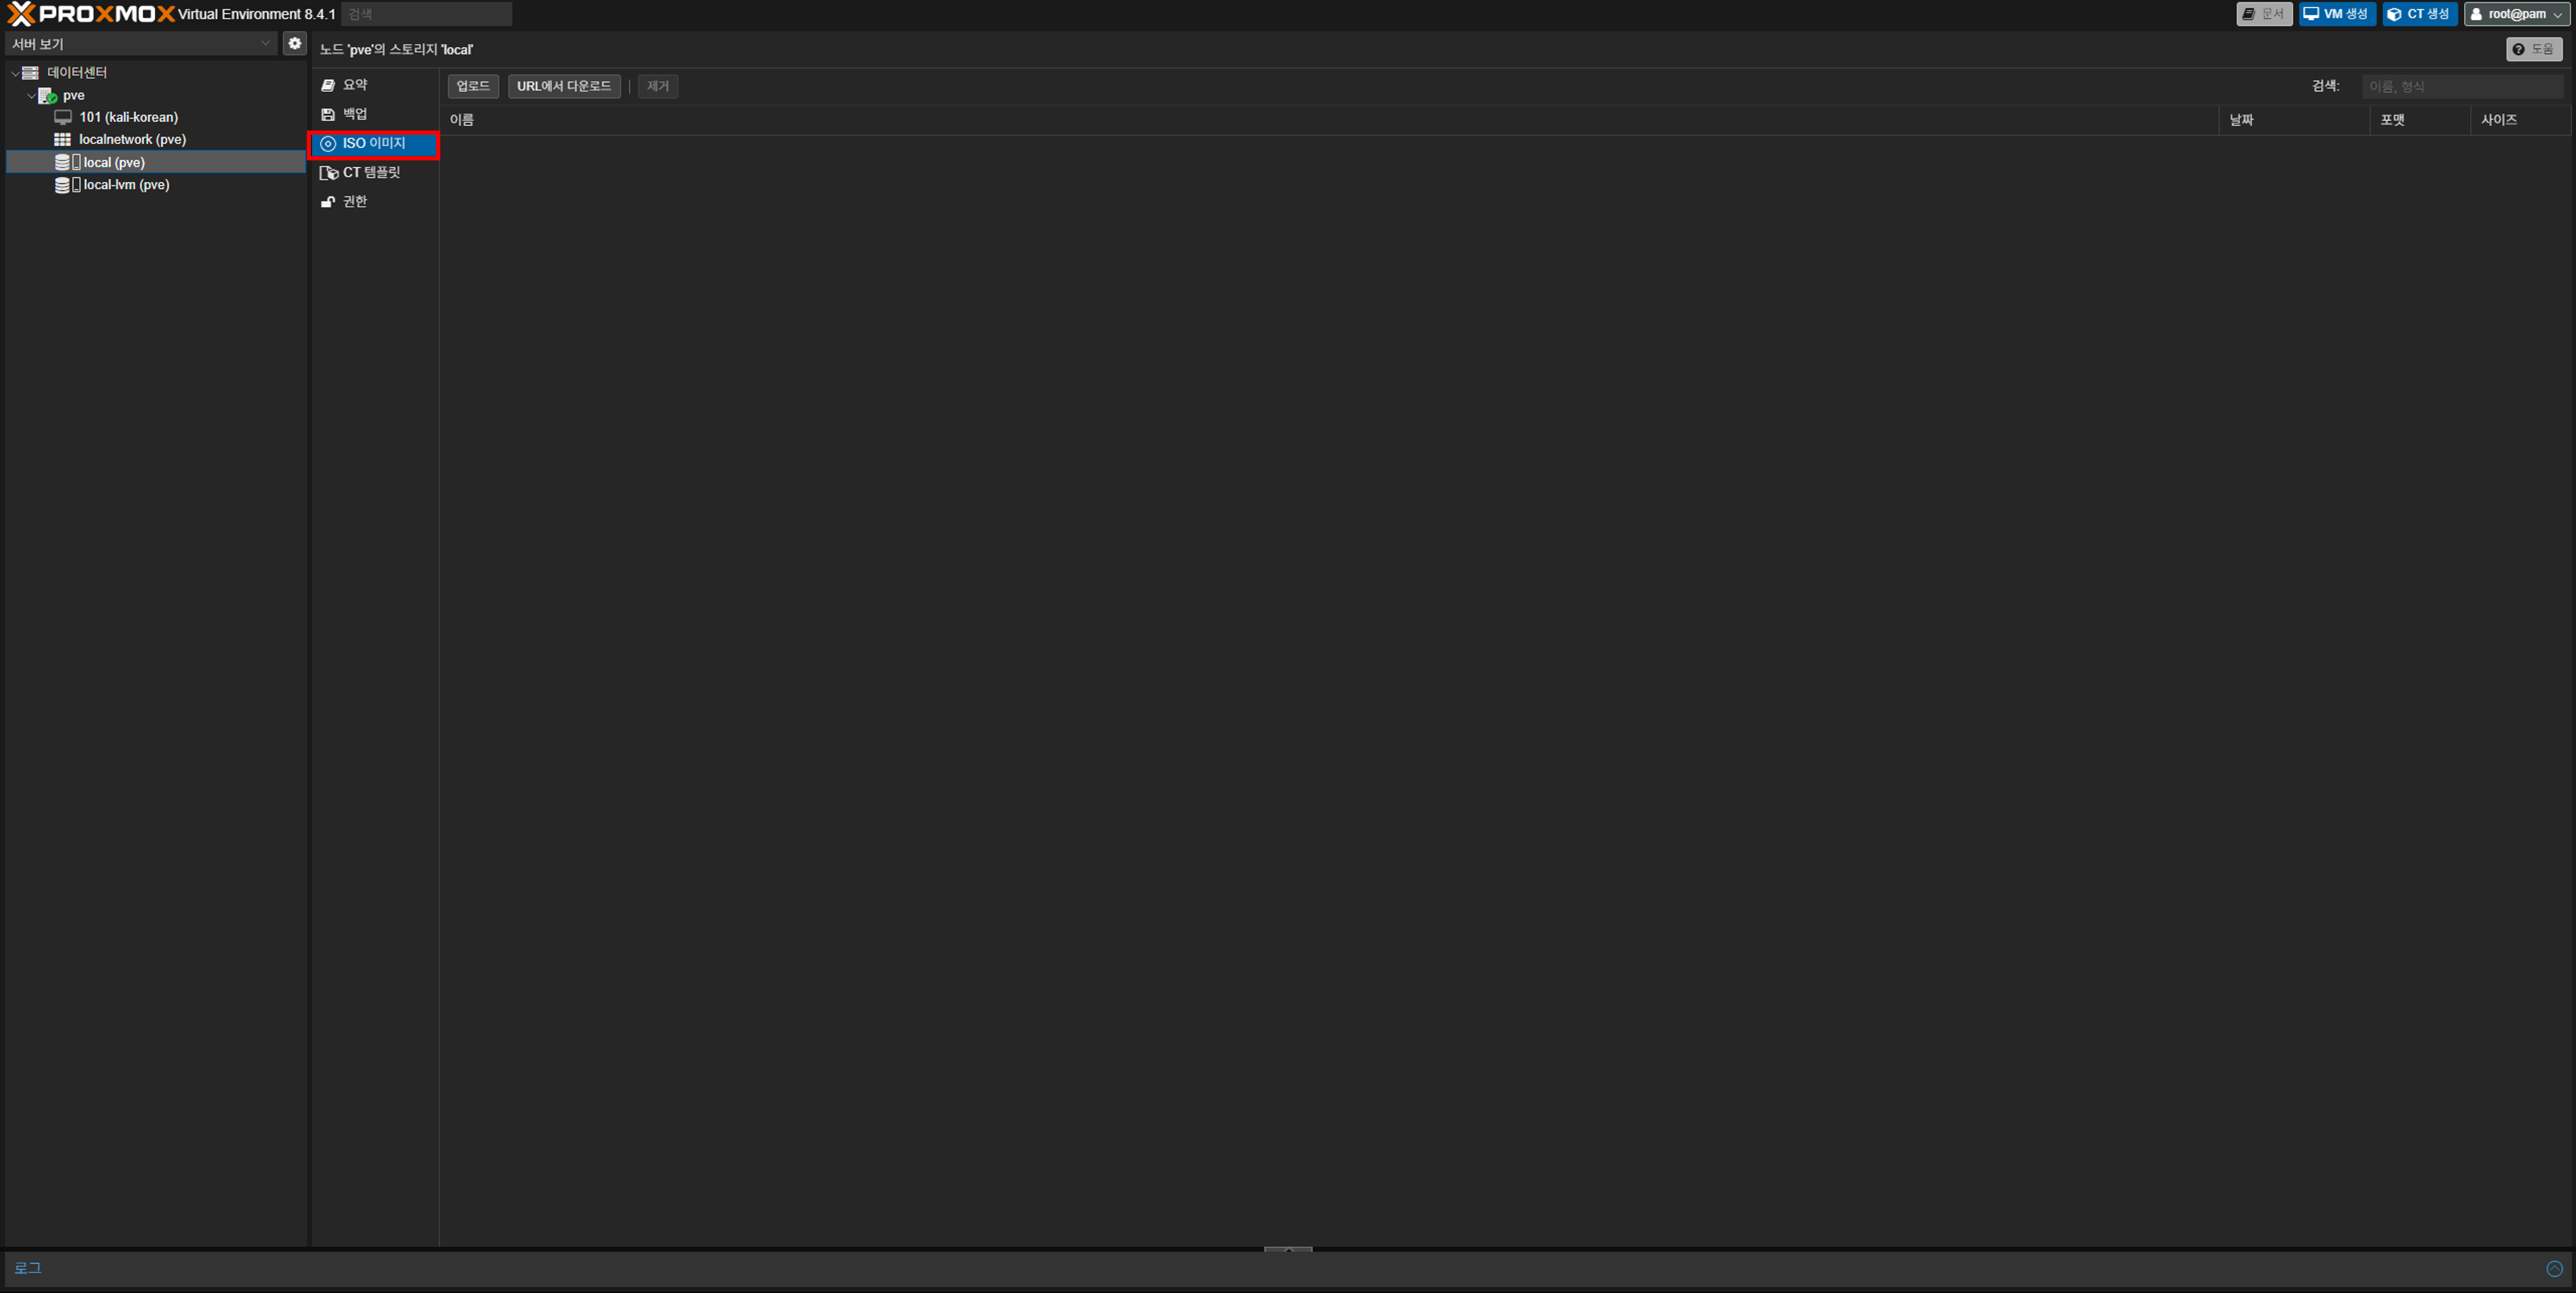 PROXMOX Virtual Environment 8.4.1 검색 문서 VM 생성 CT 생성 root@pam
서버 보기
노드 'pve'의 스토리지 'local' 도움
데이터센터
pve
101 (kali-korean)
localnetwork (pve)
local (pve)
local-lvm (pve)
요약
백업
ISO 이미지
CT 템플릿
권한
업로드 URL에서 다운로드 제거 검색: 이름, 형식
이름 날짜 포맷 사이즈
로그